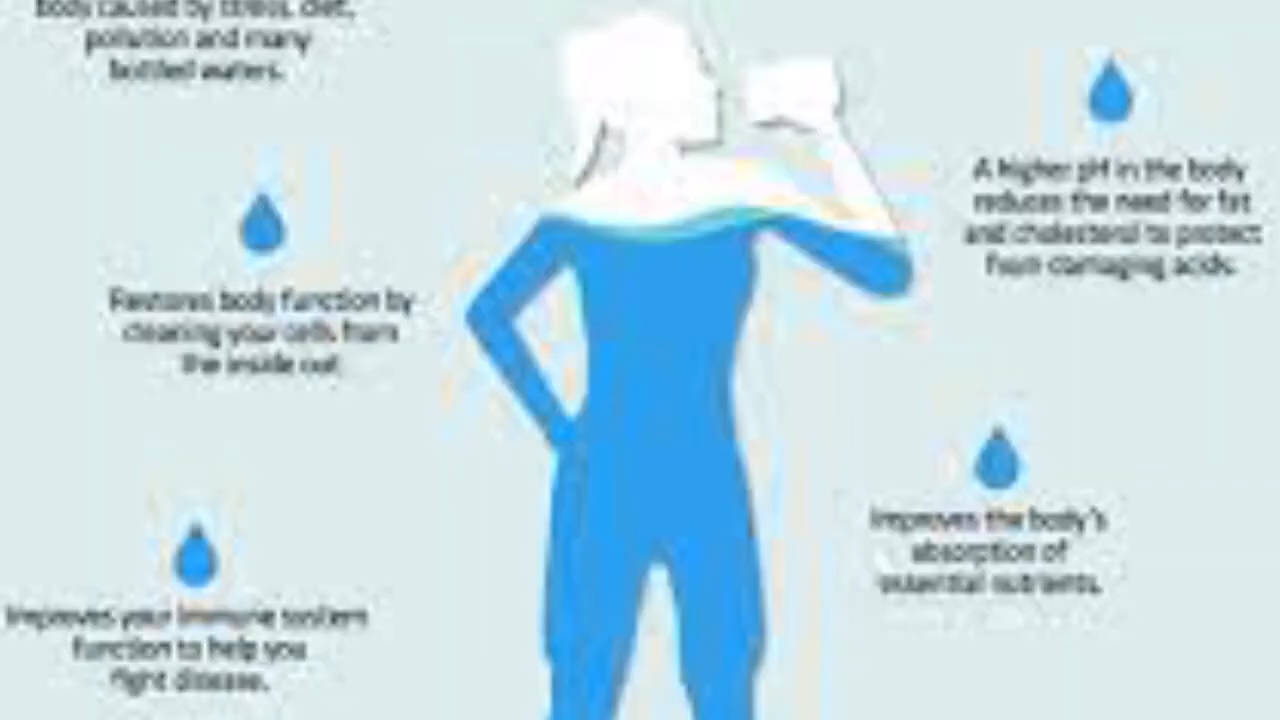 body caused by stress, diet,
pollution and many
bottled waters.
A higher pH in the body
reduces the need for fat
and cholesterol to protect
from damaging acids.
Restores body function by
cleaning your cells from
the inside out.
Improves the body's
absorption of
essential nutrients.
Improves your immune system
function to help you
fight disease.